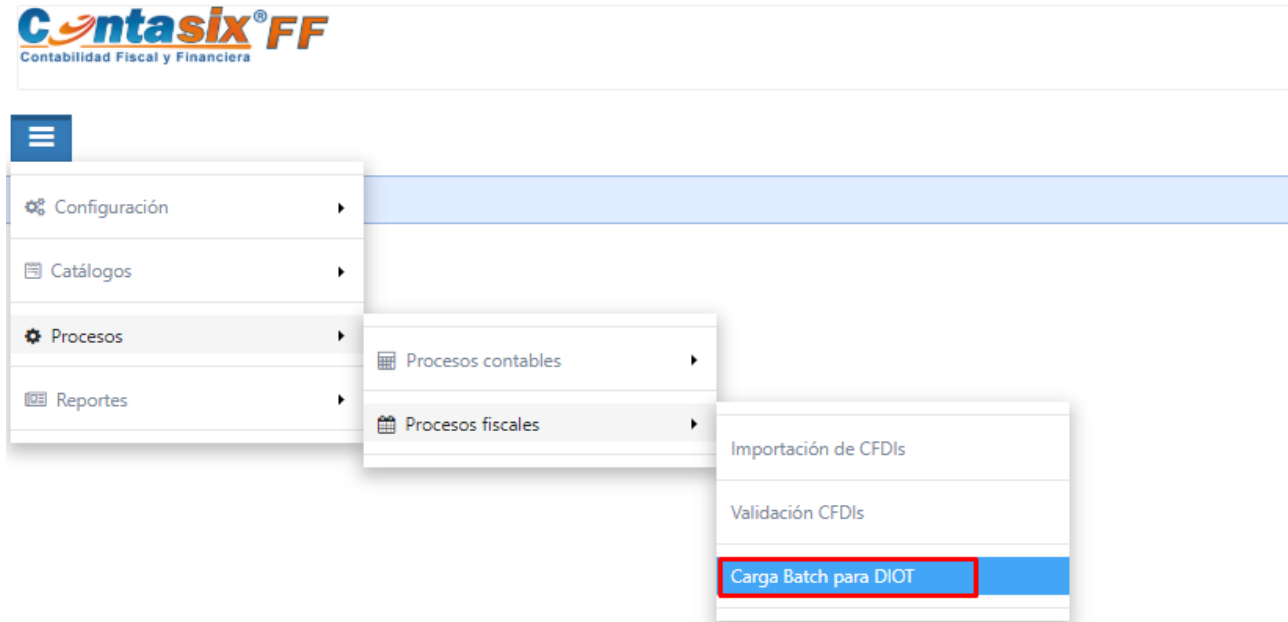 Contasix®FF
Contabilidad Fiscal y Financiera
Configuración
Catálogos
Procesos
Reportes
Procesos contables
Procesos fiscales
Importación de CFDIs
Validación CFDIs
Carga Batch para DIOT